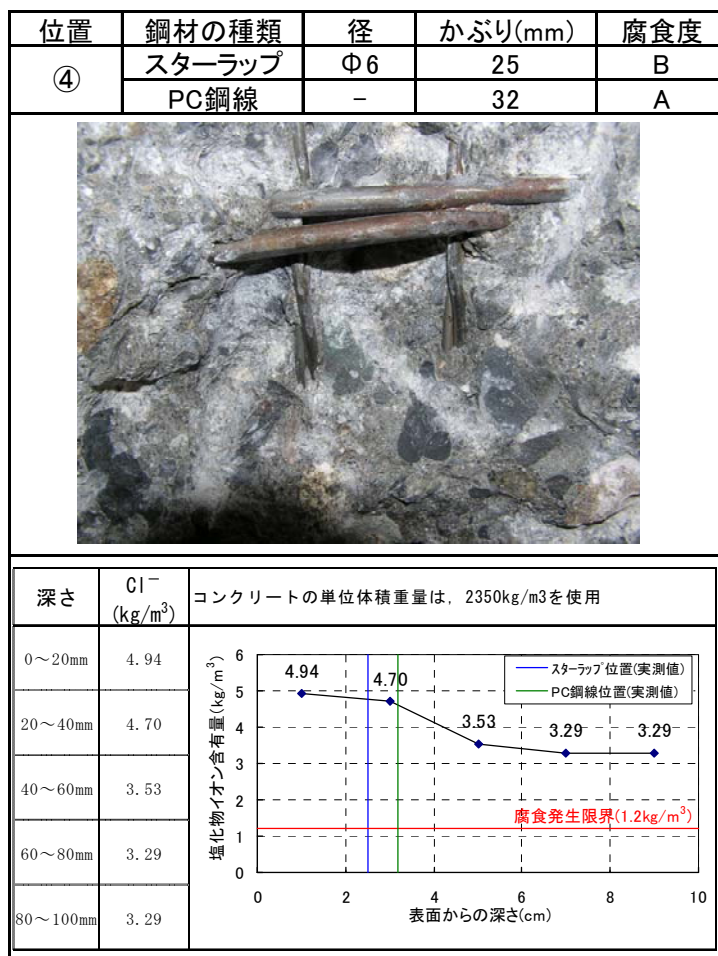 位置 鋼材の種類 径 かぶり(mm) 腐食度
④ スターラップ Φ6 25 B
PC鋼線 － 32 A
深さ Cl⁻(kg/m³) コンクリートの単位体積重量は，2350kg/m3を使用
0～20mm 4.94
20～40mm 4.70
40～60mm 3.53
60～80mm 3.29
80～100mm 3.29
塩化物イオン含有量(kg/m³)
6
5
4
3
2
1
0
4.94 4.70 3.53 3.29 3.29
スターラップ位置(実測値)
PC鋼線位置(実測値)
腐食発生限界(1.2kg/m³)
0 2 4 6 8 10
表面からの深さ(cm)